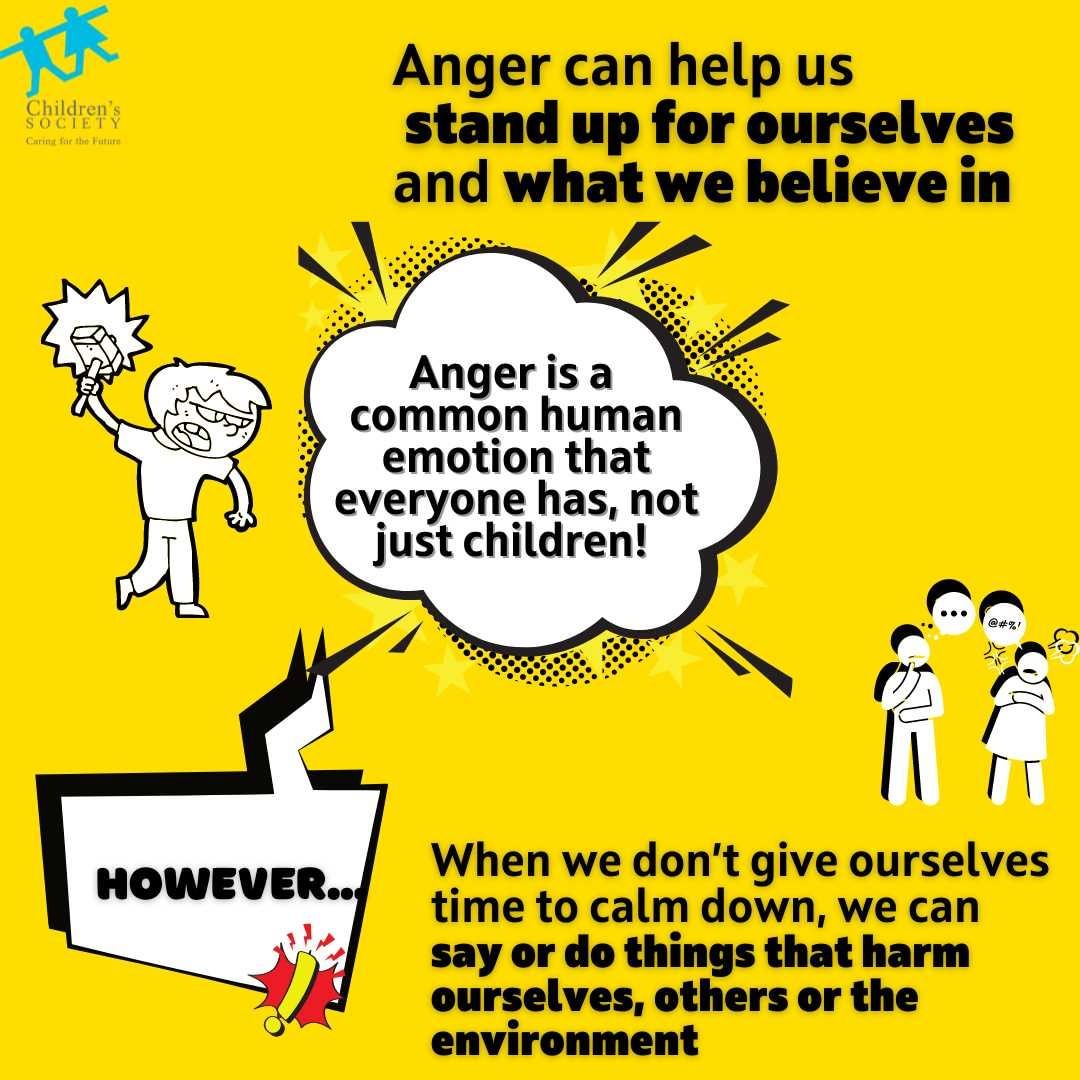 Children's
SOCIETY
Caring for the Future
Anger can help us
stand up for ourselves
and what we believe in
Anger is a
common human
emotion that
everyone has, not
just children!
...
@#%!
HOWEVER...
When we don't give ourselves
time to calm down, we can
say or do things that harm
ourselves, others or the
environment